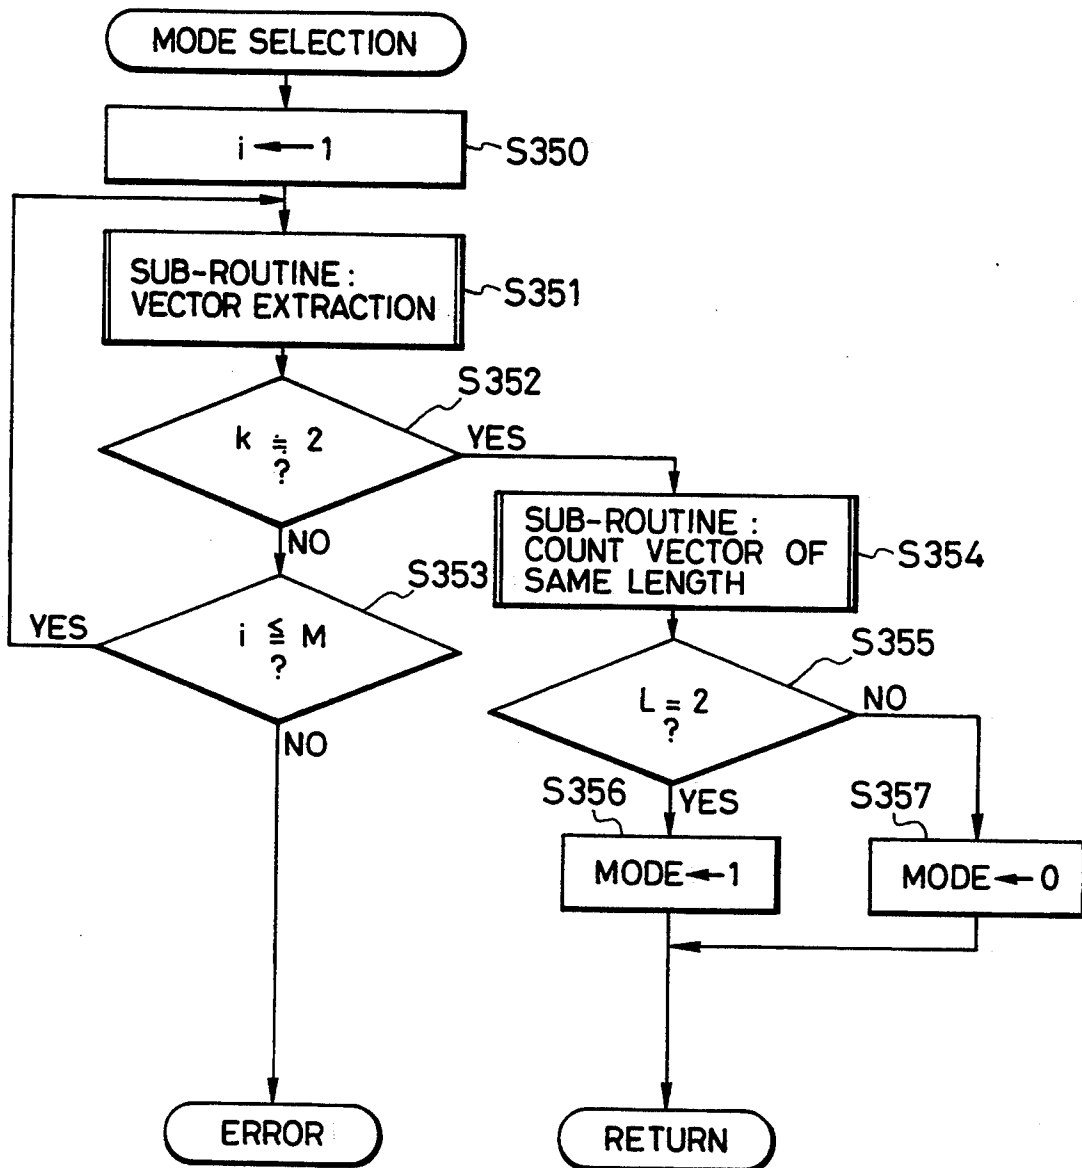 MODE SELECTION
i ← 1
S350
SUB-ROUTINE :
VECTOR EXTRACTION
S351
S352
k = 2
?
YES
NO
SUB-ROUTINE :
COUNT VECTOR OF
SAME LENGTH
S354
S353
YES
i ≦ M
?
NO
S355
L = 2
?
NO
YES
S356
MODE ← 1
S357
MODE ← 0
ERROR
RETURN